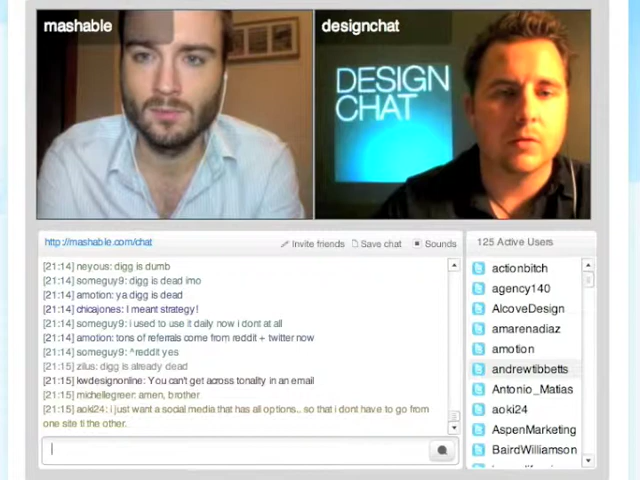 mashable
designchat
DESIGN
CHAT
http://mashable.com/chat
Invite friends
Save chat
Sounds
125 Active Users
[21:14] neyous: digg is dumb
[21:14] someguy9: digg is dead imo
[21:14] amotion: ya digg is dead
[21:14] chicajones: I meant strategy!
[21:14] someguy9: i used to use it daily now i dont at all
[21:14] amotion: tons of referrals come from reddit + twitter now
[21:14] someguy9: ^reddit yes
[21:15] zilus: digg is already dead
[21:15] kwdesignonline: You can't get across tonality in an email
[21:15] michellegreer: amen, brother
[21:15] aoki24: i just want a social media that has all options.. so that i dont have to go from
one site ti the other.
actionbitch
agency140
AlcoveDesign
amarenadiaz
amotion
andrewtibbetts
Antonio_Matias
aoki24
AspenMarketing
BairdWilliamson